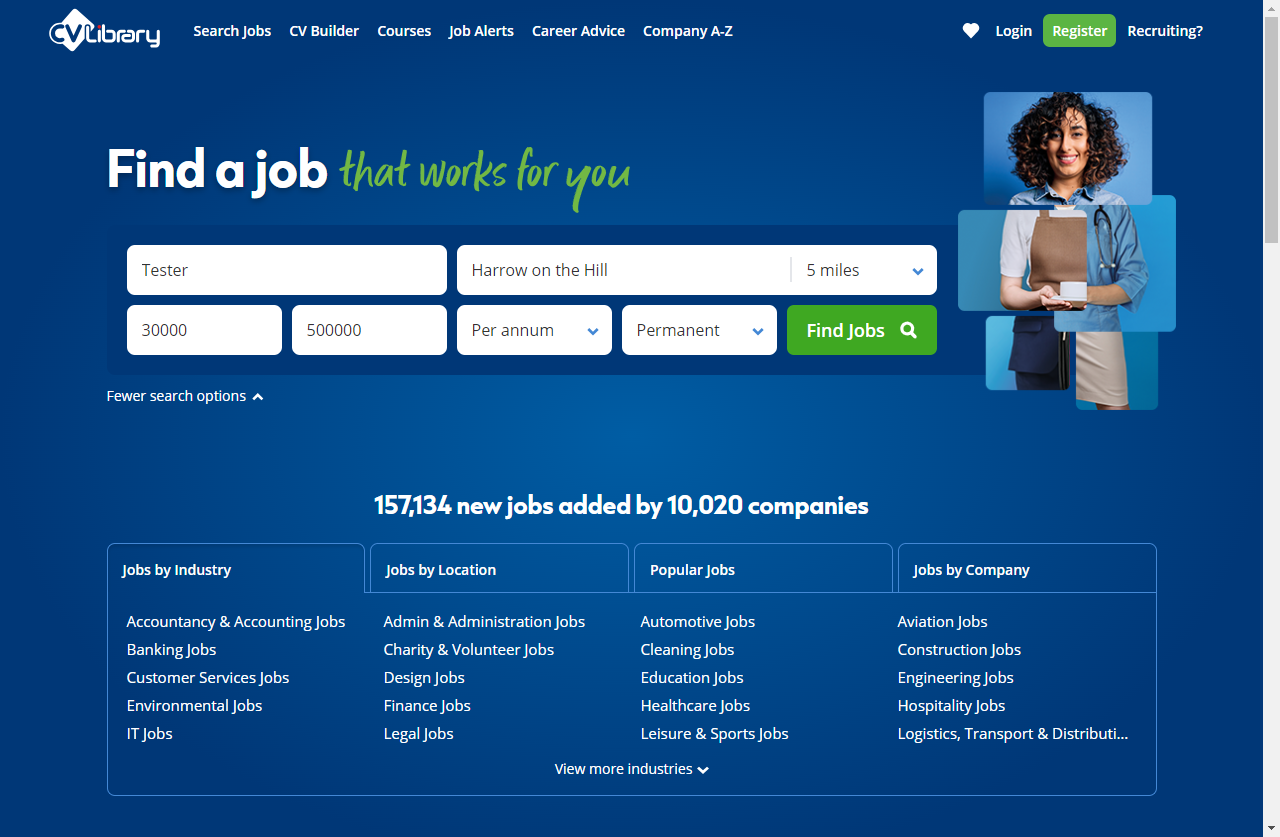 CVLibrary
Search Jobs CV Builder Courses Job Alerts Career Advice Company A-Z Login Register Recruiting?
Find a job that works for you
Tester Harrow on the Hill 5 miles
30000 500000 Per annum Permanent Find Jobs
Fewer search options
157,134 new jobs added by 10,020 companies
Jobs by Industry Jobs by Location Popular Jobs Jobs by Company
Accountancy & Accounting Jobs Admin & Administration Jobs Automotive Jobs Aviation Jobs
Banking Jobs Charity & Volunteer Jobs Cleaning Jobs Construction Jobs
Customer Services Jobs Design Jobs Education Jobs Engineering Jobs
Environmental Jobs Finance Jobs Healthcare Jobs Hospitality Jobs
IT Jobs Legal Jobs Leisure & Sports Jobs Logistics, Transport & Distributi...
View more industries